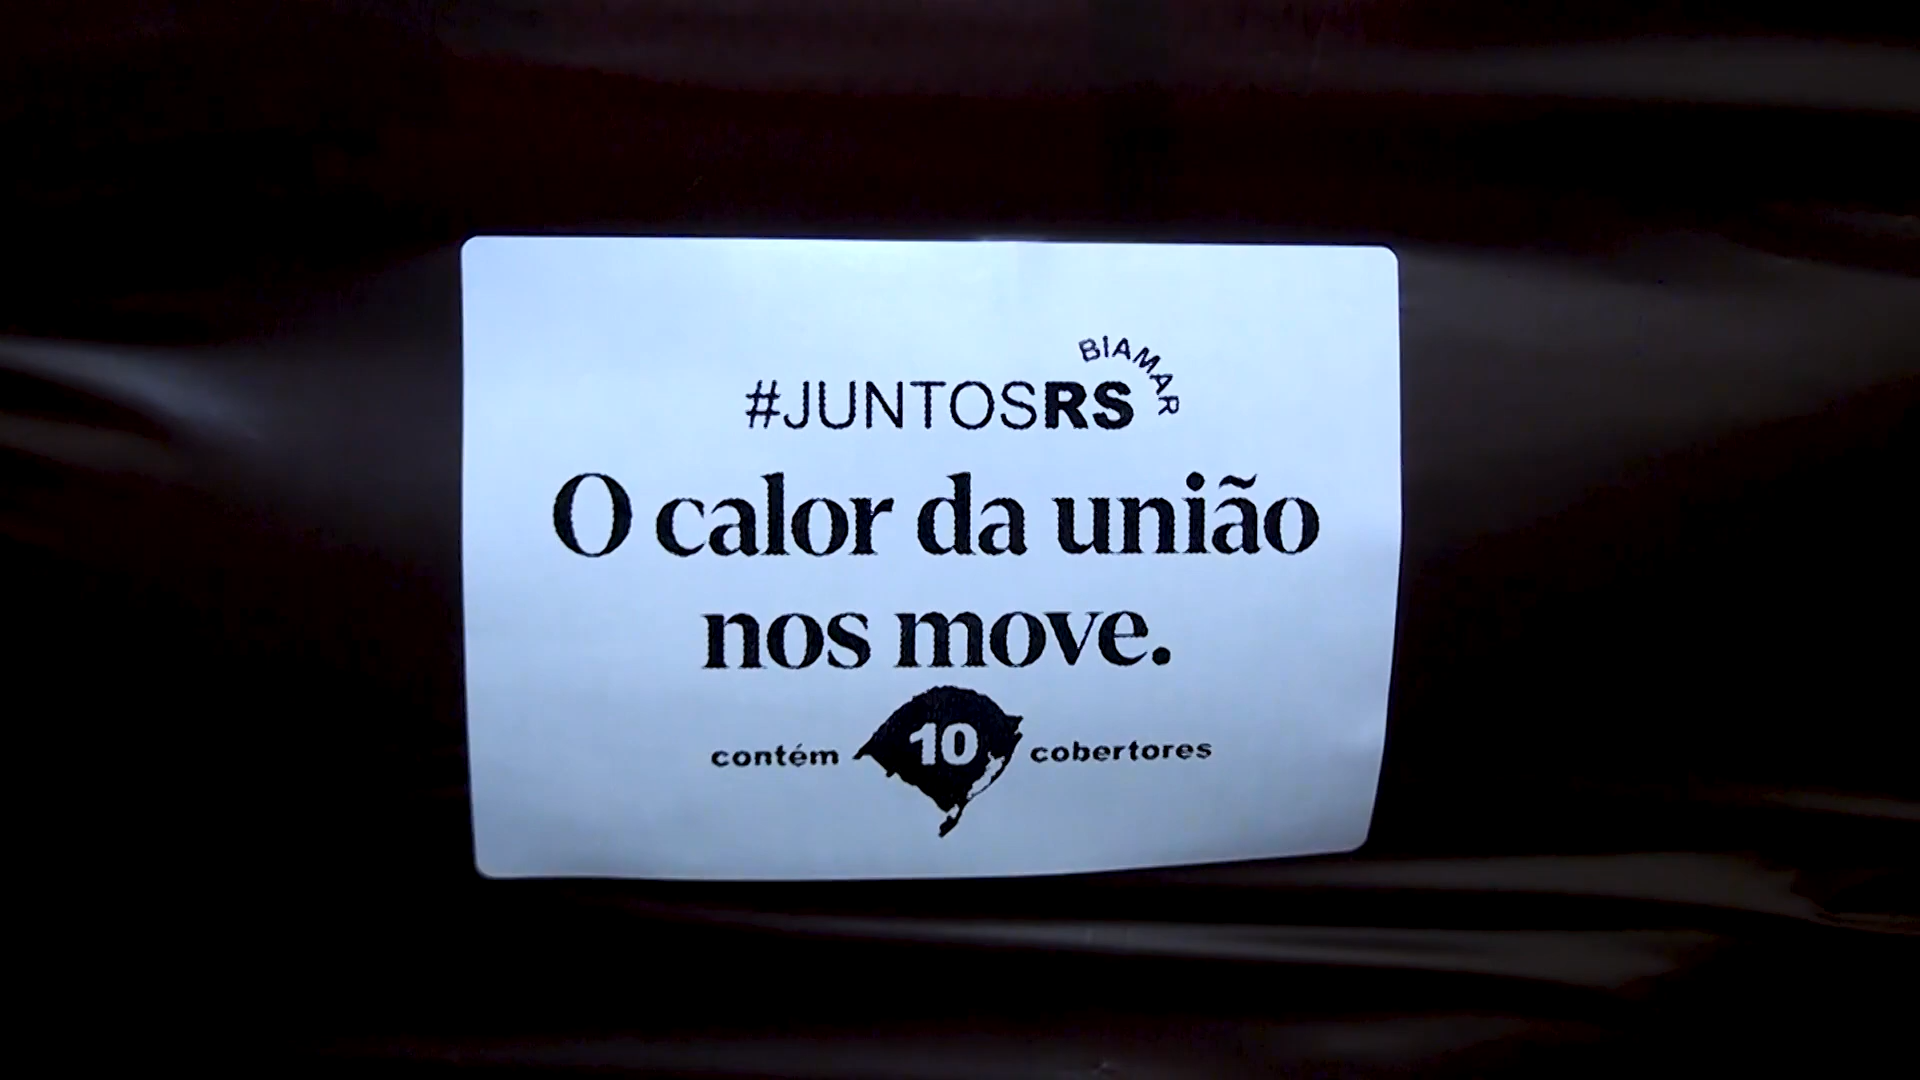 BIAMAR
#JUNTOSRS
O calor da união
nos move.
contém 10 cobertores